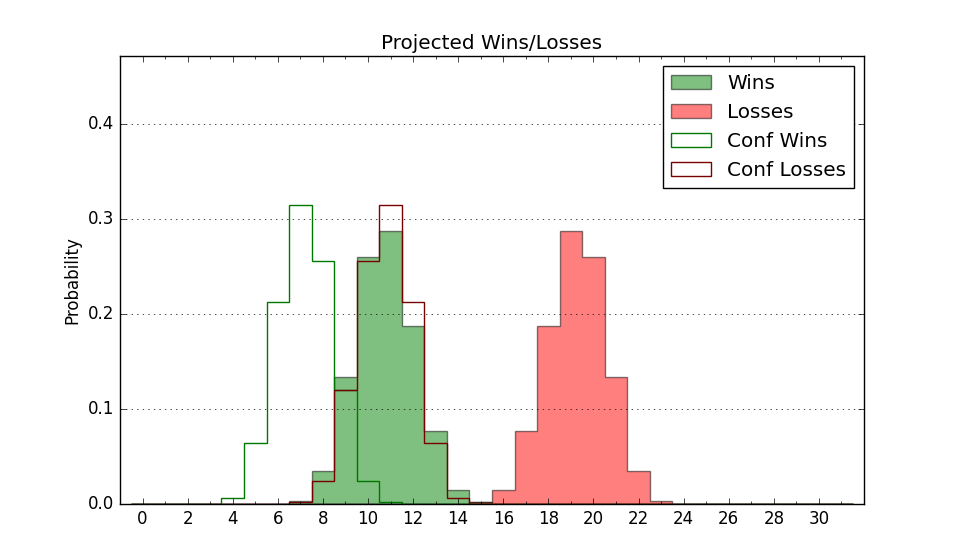 Projected Wins/Losses
Wins
Losses
Conf Wins
Conf Losses
Probability
0.4
0.3
0.2
0.1
0.0
0 2 4 6 8 10 12 14 16 18 20 22 24 26 28 30